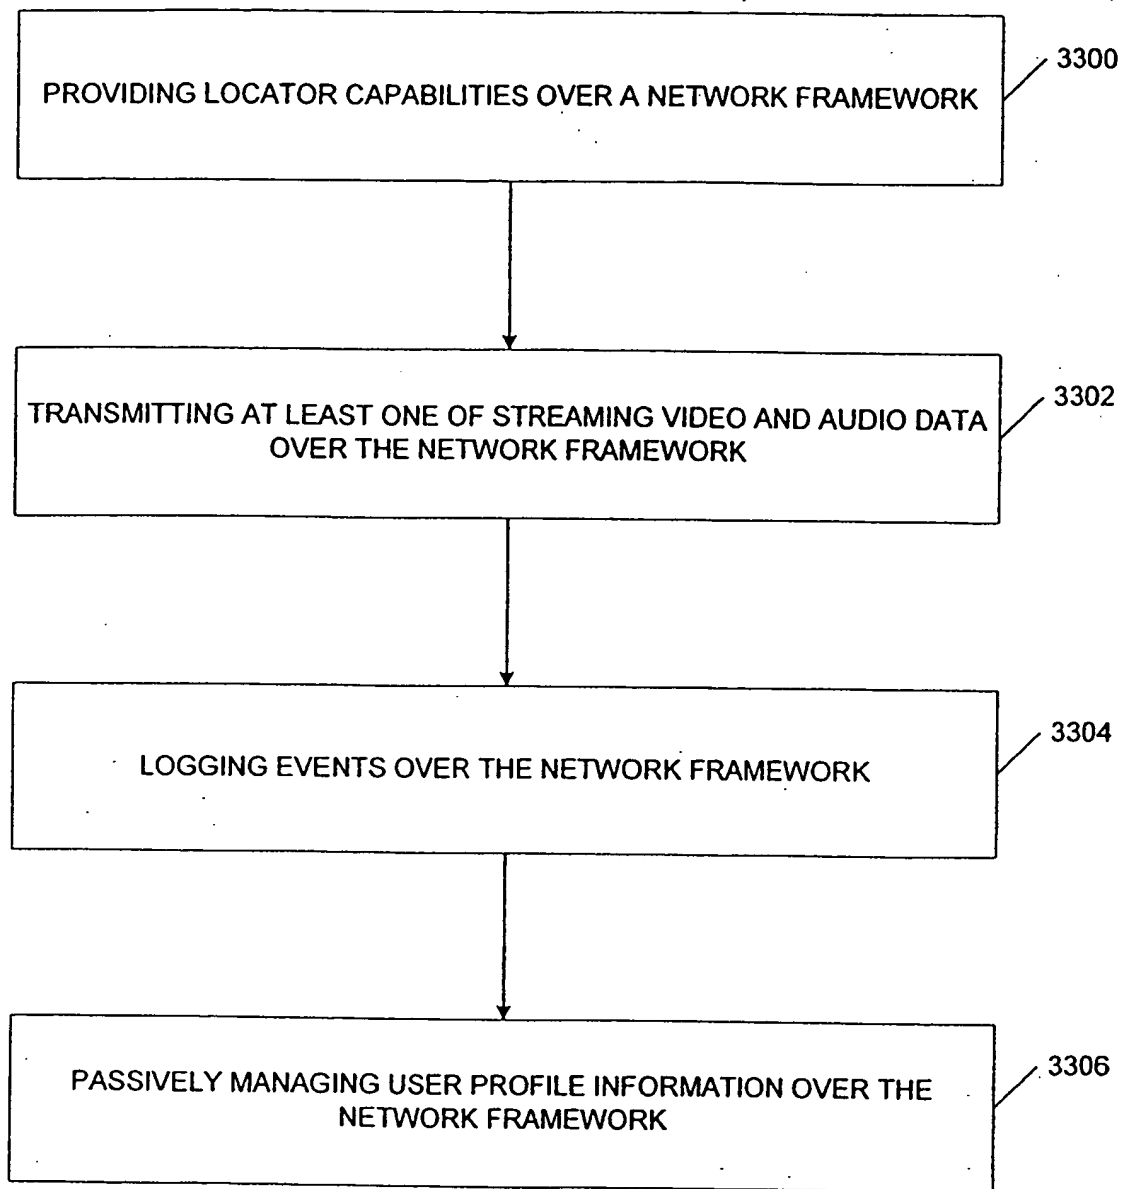 PROVIDING LOCATOR CAPABILITIES OVER A NETWORK FRAMEWORK
3300
TRANSMITTING AT LEAST ONE OF STREAMING VIDEO AND AUDIO DATA
OVER THE NETWORK FRAMEWORK
3302
LOGGING EVENTS OVER THE NETWORK FRAMEWORK
3304
PASSIVELY MANAGING USER PROFILE INFORMATION OVER THE
NETWORK FRAMEWORK
3306